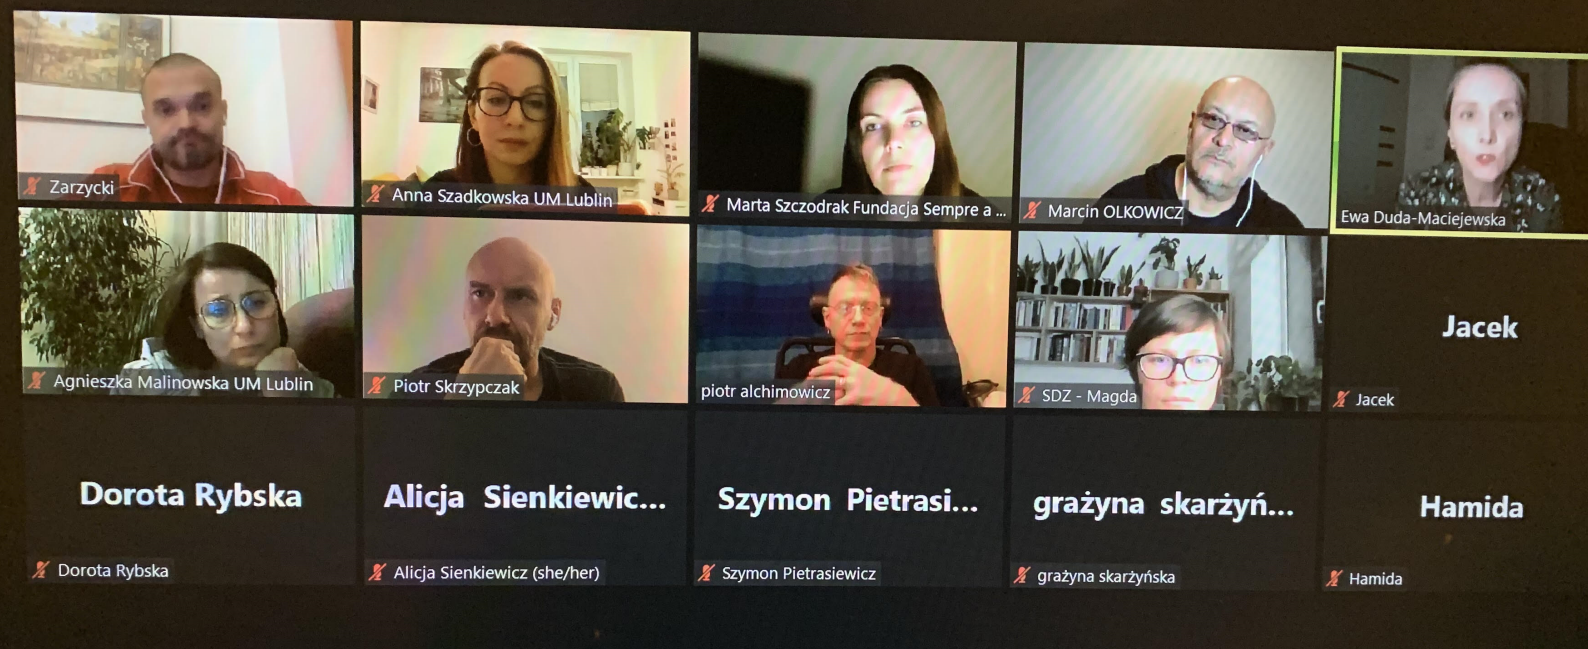 Zarzycki
Anna Szadkowska UM Lublin
Marta Szczodrak Fundacja Sempre a ...
Marcin OLKOWICZ
Ewa Duda-Maciejewska
Agnieszka Malinowska UM Lublin
Piotr Skrzypczak
piotr alchimowicz
SDZ - Magda
Jacek
Jacek
Dorota Rybska
Alicja Sienkiewic...
Szymon Pietrasi...
grażyna skarżyń...
Hamida
Dorota Rybska
Alicja Sienkiewicz (she/her)
Szymon Pietrasiewicz
grażyna skarżyńska
Hamida